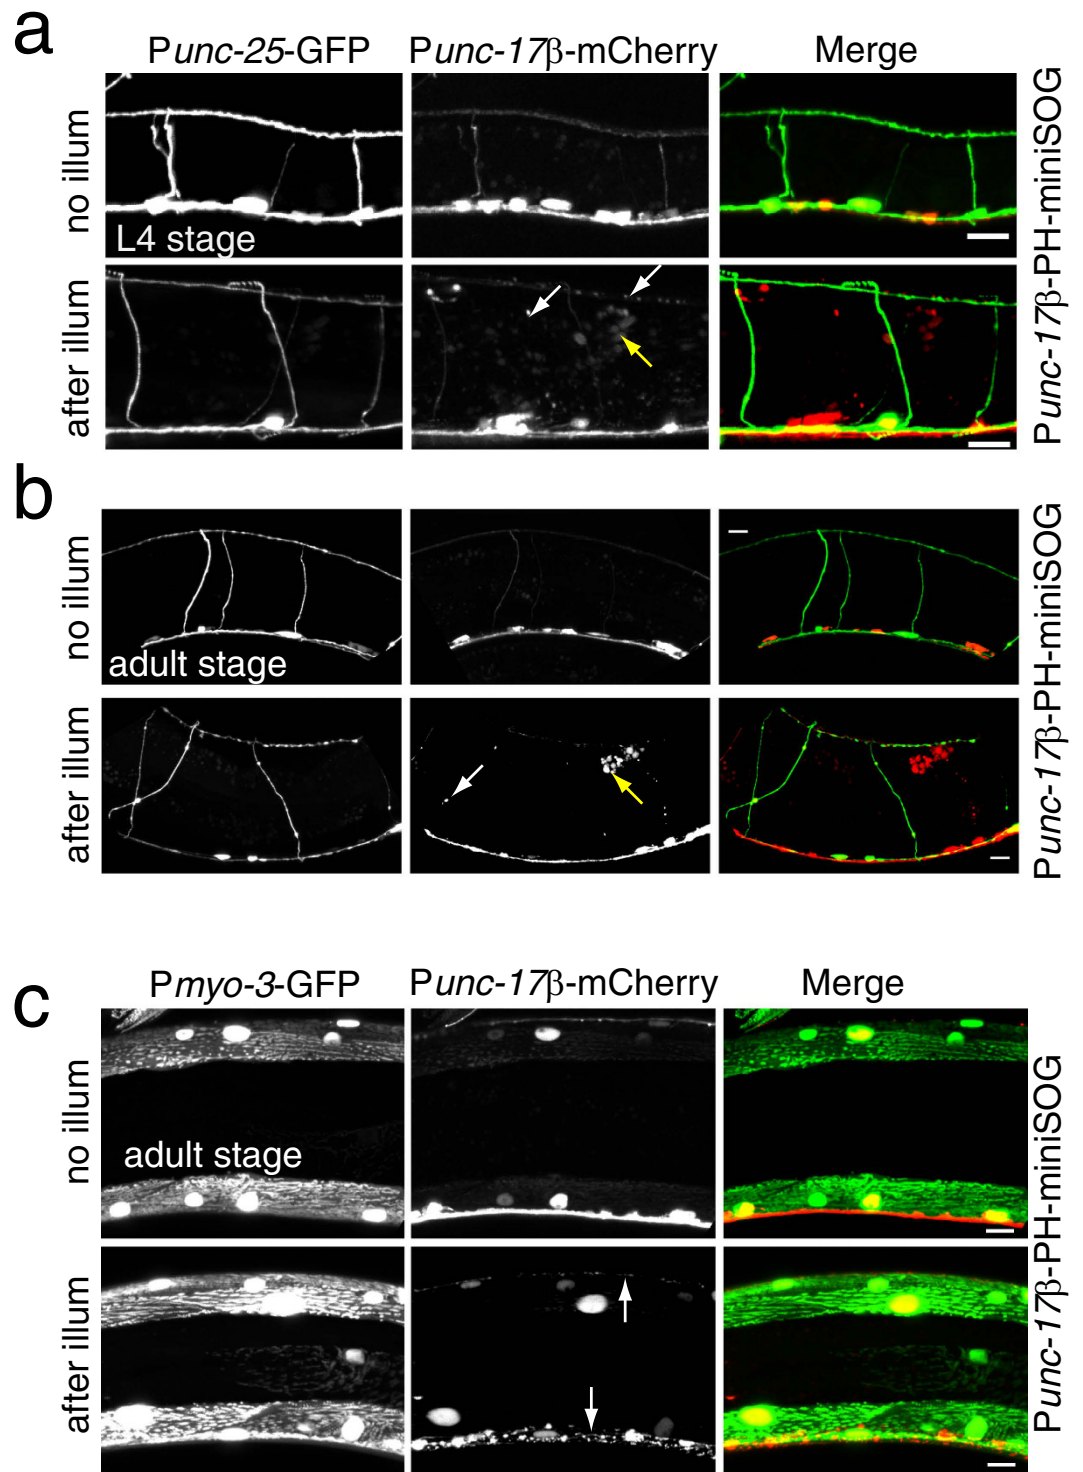 a
Punc-25-GFP Punc-17β-mCherry Merge
no illum
L4 stage
after illum
Punc-17β-PH-miniSOG
b
no illum
adult stage
after illum
Punc-17β-PH-miniSOG
c
Pmyo-3-GFP Punc-17β-mCherry Merge
no illum
adult stage
after illum
Punc-17β-PH-miniSOG